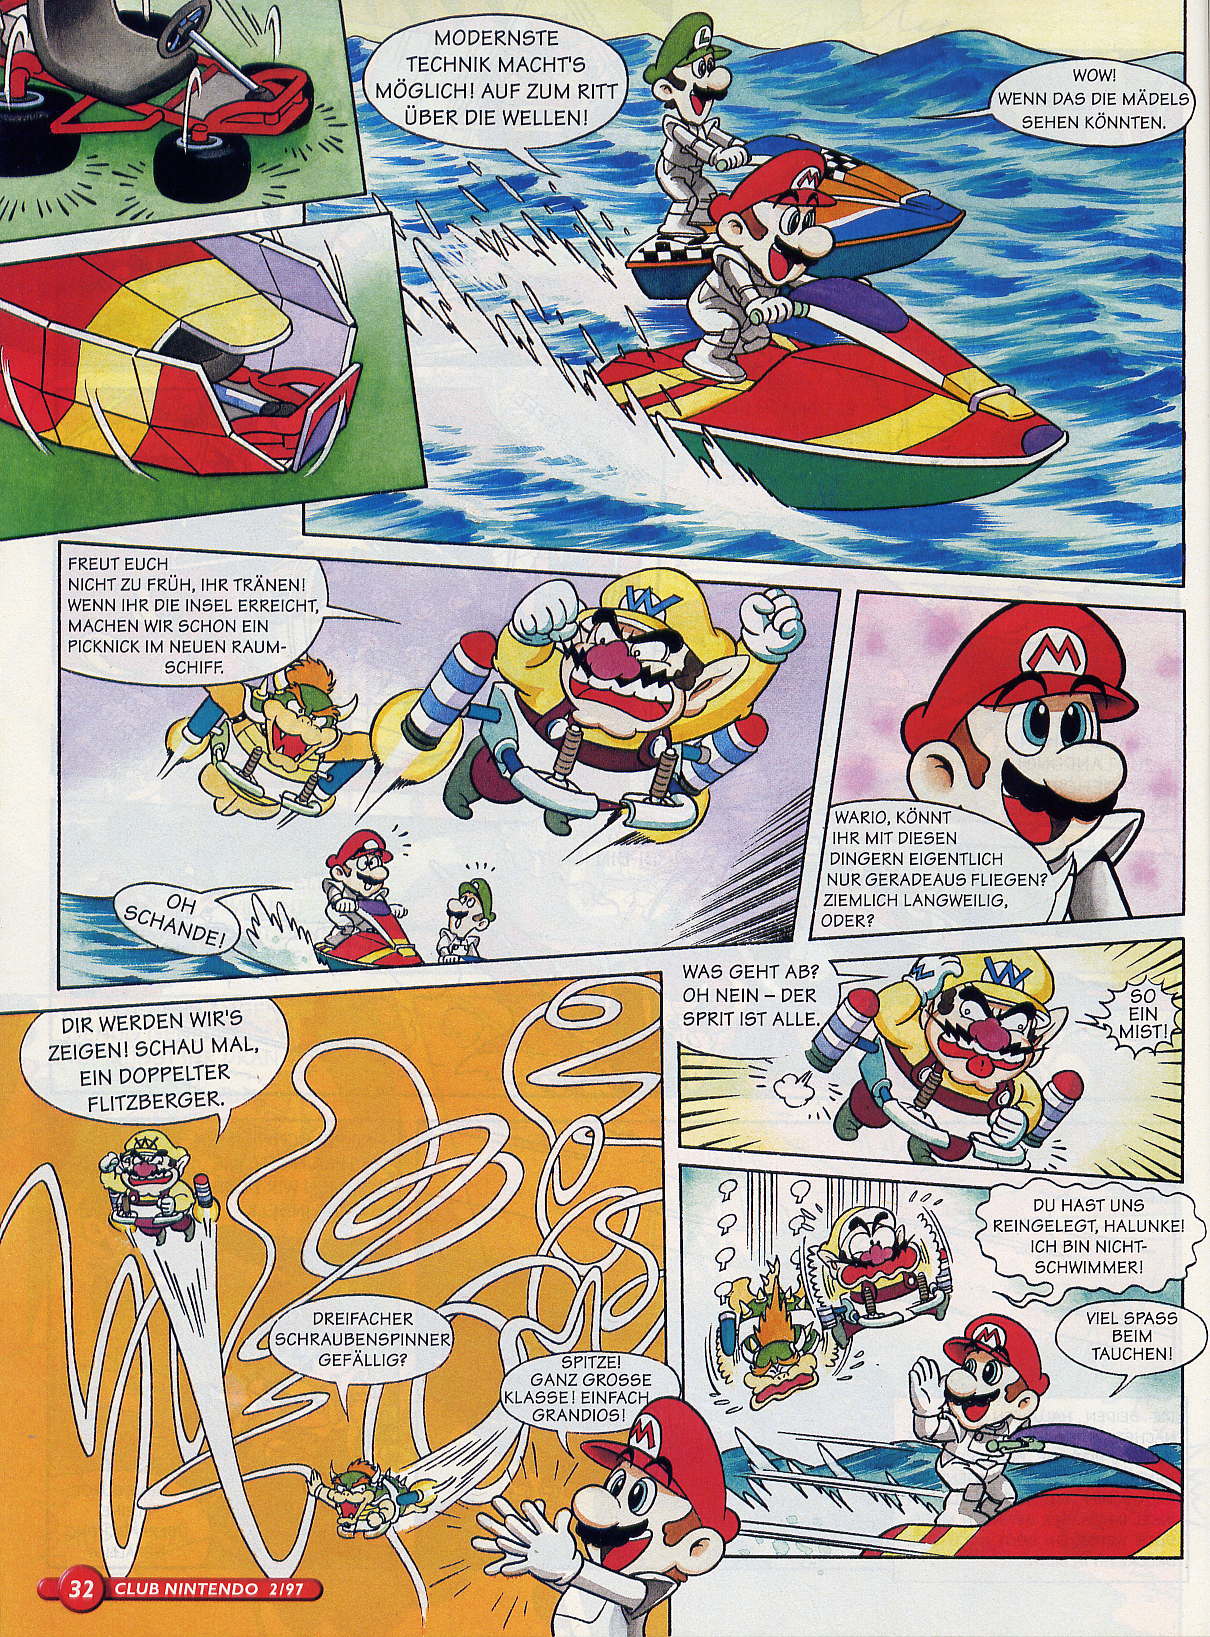 MODERNSTE
TECHNIK MACHT'S
MÖGLICH! AUF ZUM RITT
ÜBER DIE WELLEN!
WOW!
WENN DAS DIE MÄDELS
SEHEN KÖNNTEN.
L
M
FREUT EUCH
NICHT ZU FRÜH, IHR TRÄNEN!
WENN IHR DIE INSEL ERREICHT,
MACHEN WIR SCHON EIN
PICKNICK IM NEUEN RAUM-
SCHIFF.
W
OH
SCHANDE!
M
WARIO, KÖNNT
IHR MIT DIESEN
DINGERN EIGENTLICH
NUR GERADEAUS FLIEGEN?
ZIEMLICH LANGWEILIG,
ODER?
DIR WERDEN WIR'S
ZEIGEN! SCHAU MAL,
EIN DOPPELTER
FLITZBERGER.
W
DREIFACHER
SCHRAUBENSPINNER
GEFÄLLIG?
SPITZE!
GANZ GROSSE
KLASSE! EINFACH
GRANDIOS!
M
WAS GEHT AB?
OH NEIN – DER
SPRIT IST ALLE.
W
SO
EIN
MIST!
DU HAST UNS
REINGELEGT, HALUNKE!
ICH BIN NICHT-
SCHWIMMER!
VIEL SPASS
BEIM
TAUCHEN!
M
32 CLUB NINTENDO 2/97